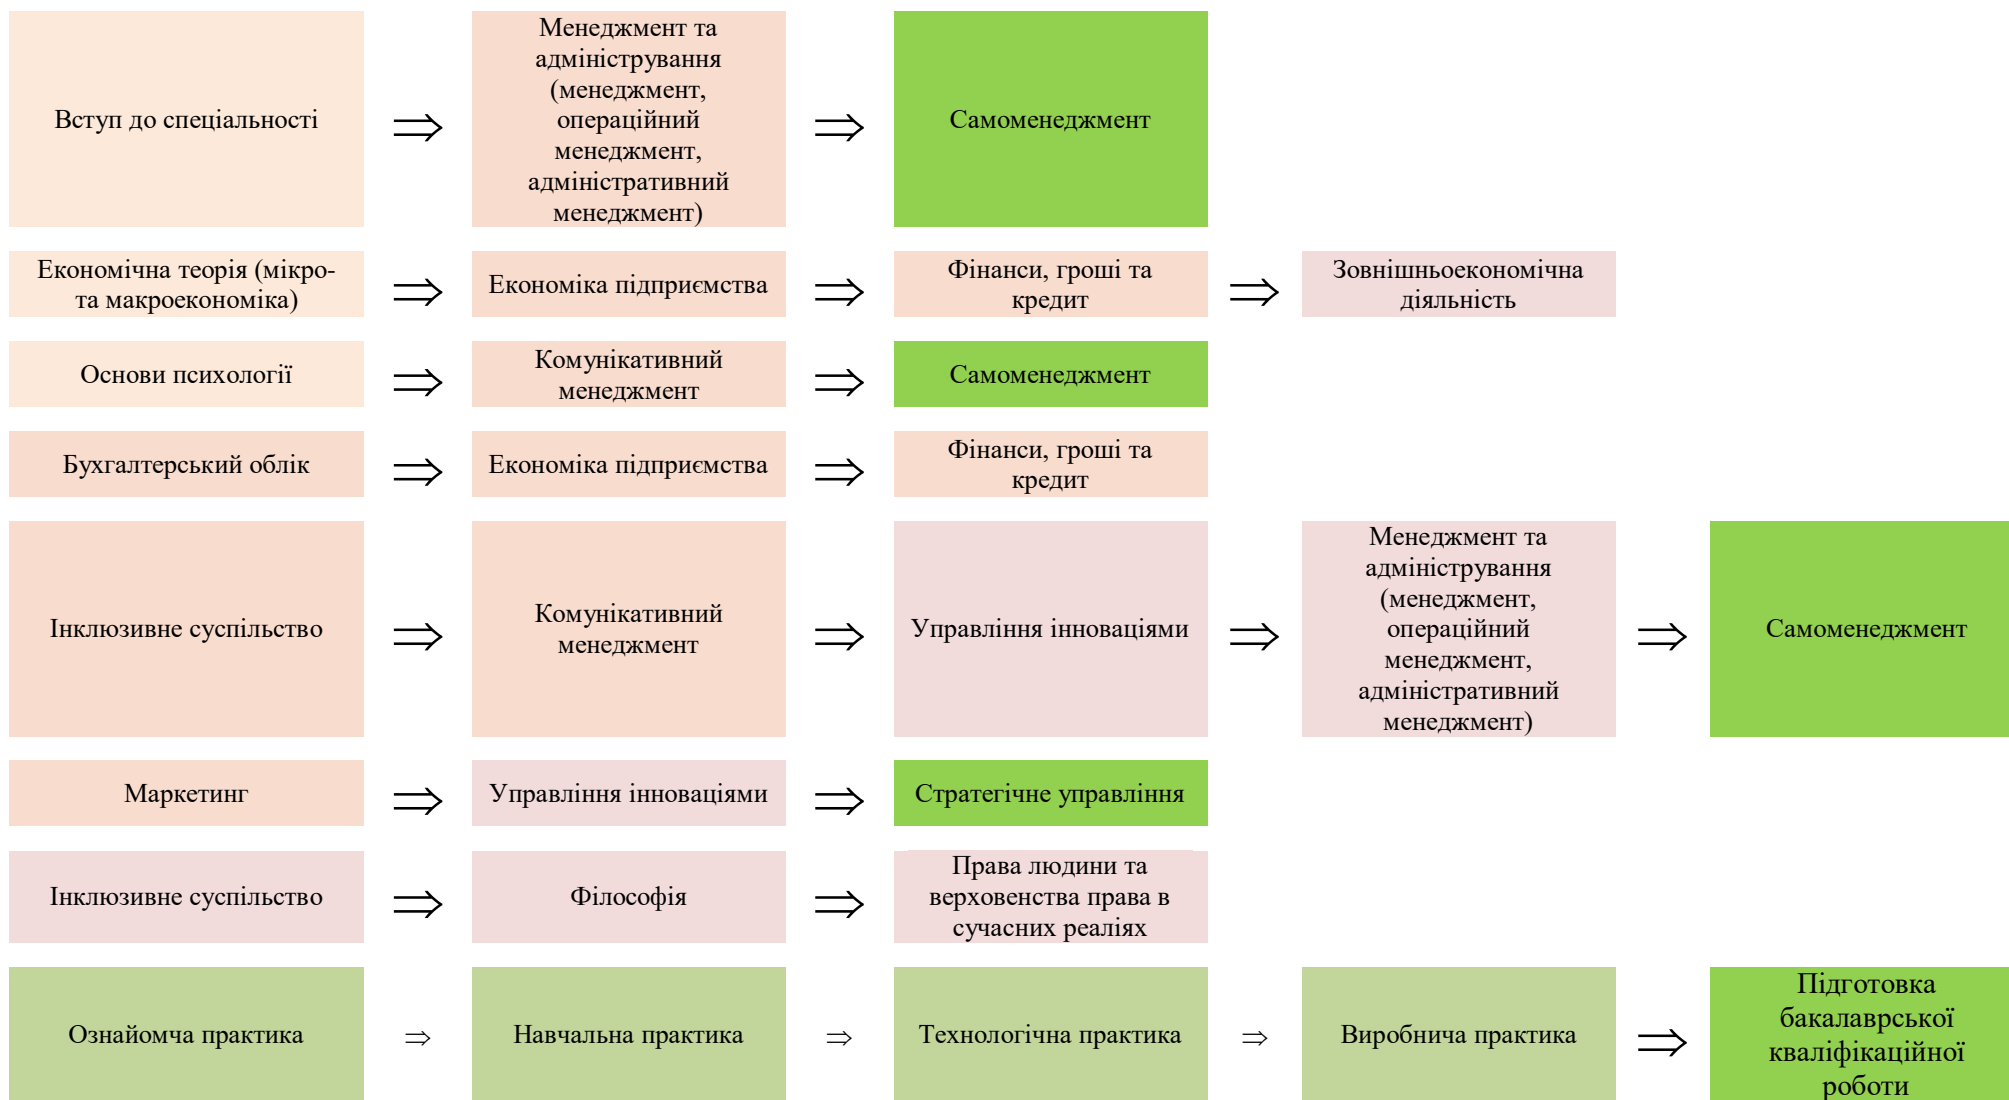 Вступ до спеціальності
⇒
Менеджмент та
адміністрування
(менеджмент,
операційний
менеджмент,
адміністративний
менеджмент)
⇒
Самоменеджмент
Економічна теорія (мікро-
та макроекономіка)
⇒
Економіка підприємства
⇒
Фінанси, гроші та
кредит
⇒
Зовнішньоекономічна
діяльність
Основи психології
⇒
Комунікативний
менеджмент
⇒
Самоменеджмент
Бухгалтерський облік
⇒
Економіка підприємства
⇒
Фінанси, гроші та
кредит
Інклюзивне суспільство
⇒
Комунікативний
менеджмент
⇒
Управління інноваціями
⇒
Менеджмент та
адміністрування
(менеджмент,
операційний
менеджмент,
адміністративний
менеджмент)
⇒
Самоменеджмент
Маркетинг
⇒
Управління інноваціями
⇒
Стратегічне управління
Інклюзивне суспільство
⇒
Філософія
⇒
Права людини та
верховенства права в
сучасних реаліях
Ознайомча практика
⇒
Навчальна практика
⇒
Технологічна практика
⇒
Виробнича практика
⇒
Підготовка
бакалаврської
кваліфікаційної
роботи